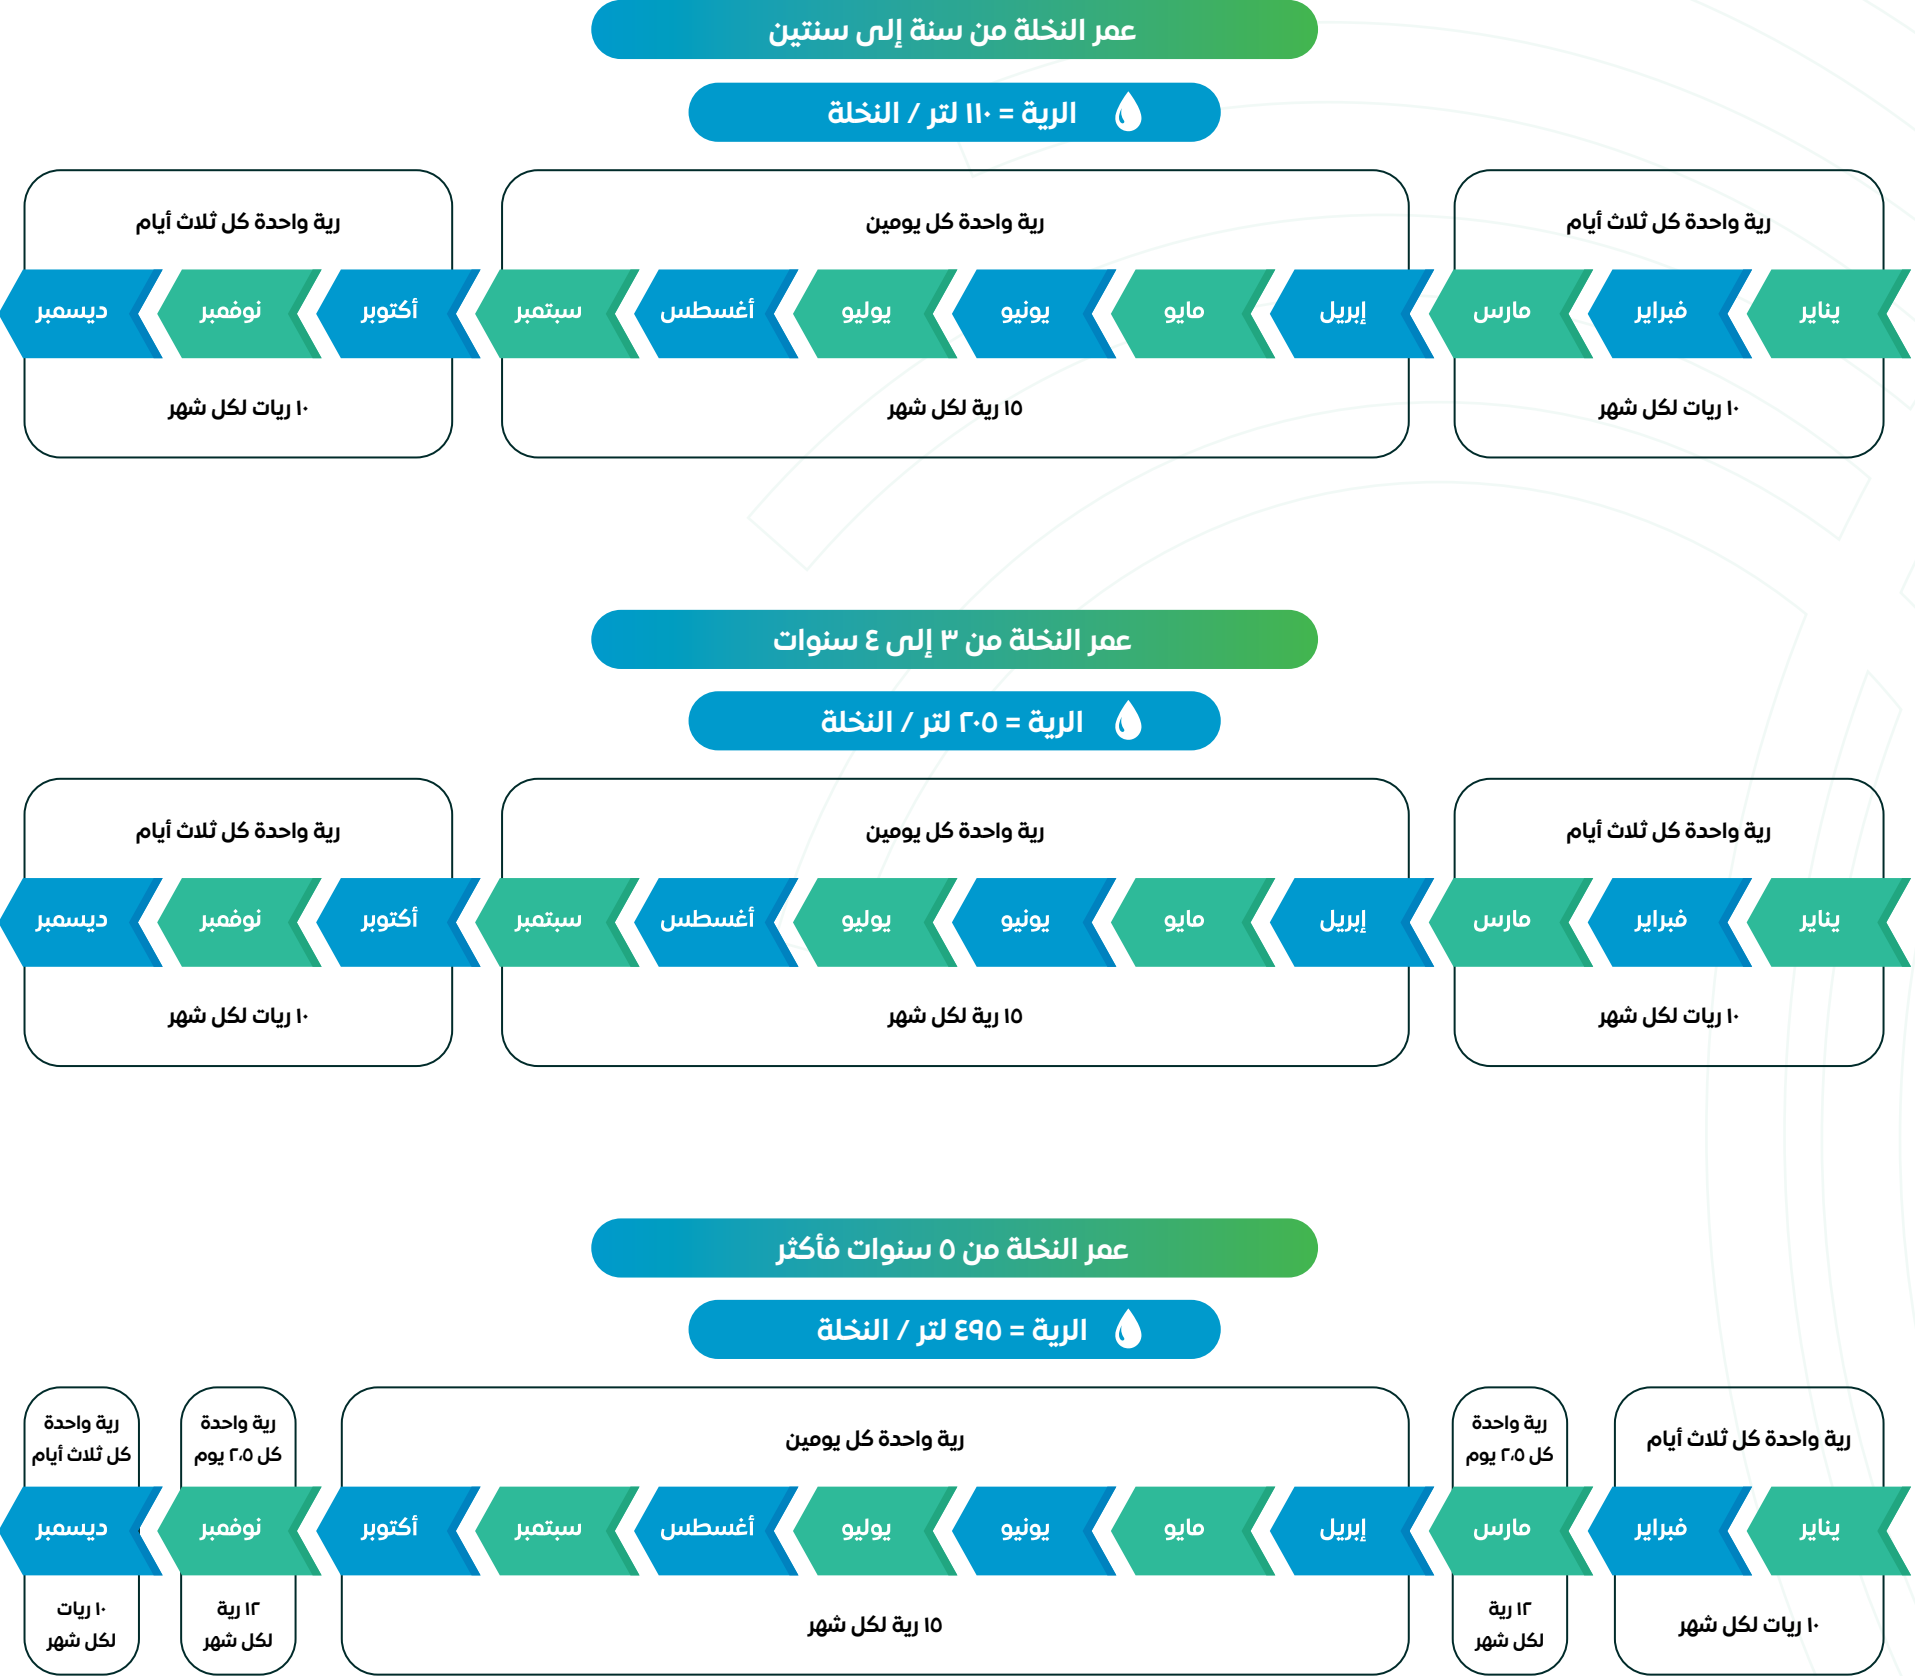 عمر النخلة من سنة إلى سنتين
الرية = ١١٠ لتر / النخلة
رية واحدة كل ثلاث أيام
رية واحدة كل يومين
رية واحدة كل ثلاث أيام
يناير
فبراير
مارس
إبريل
مايو
يونيو
يوليو
أغسطس
سبتمبر
أكتوبر
نوفمبر
ديسمبر
١٠ ريات لكل شهر
١٥ رية لكل شهر
١٠ ريات لكل شهر
عمر النخلة من ٣ إلى ٤ سنوات
الرية = ٢٠٥ لتر / النخلة
رية واحدة كل ثلاث أيام
رية واحدة كل يومين
رية واحدة كل ثلاث أيام
يناير
فبراير
مارس
إبريل
مايو
يونيو
يوليو
أغسطس
سبتمبر
أكتوبر
نوفمبر
ديسمبر
١٠ ريات لكل شهر
١٥ رية لكل شهر
١٠ ريات لكل شهر
عمر النخلة من ٥ سنوات فأكثر
الرية = ٤٩٥ لتر / النخلة
رية واحدة كل ثلاث أيام
رية واحدة
كل ٢،٥ يوم
رية واحدة كل يومين
رية واحدة
كل ٢،٥ يوم
رية واحدة
كل ثلاث أيام
يناير
فبراير
مارس
إبريل
مايو
يونيو
يوليو
أغسطس
سبتمبر
أكتوبر
نوفمبر
ديسمبر
١٠ ريات لكل شهر
١٢ رية
لكل شهر
١٥ رية لكل شهر
١٢ رية
لكل شهر
١٠ ريات
لكل شهر